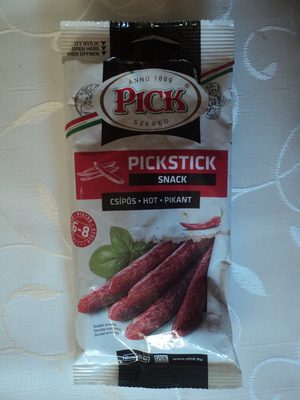 ITT NYÍLIK
OPEN HERE
HIER ÖFFNEN
ANNO 1869
PICK
SZEGED
PICKSTICK
SNACK
CSÍPŐS • HOT • PIKANT
6-8
www.pick.hu